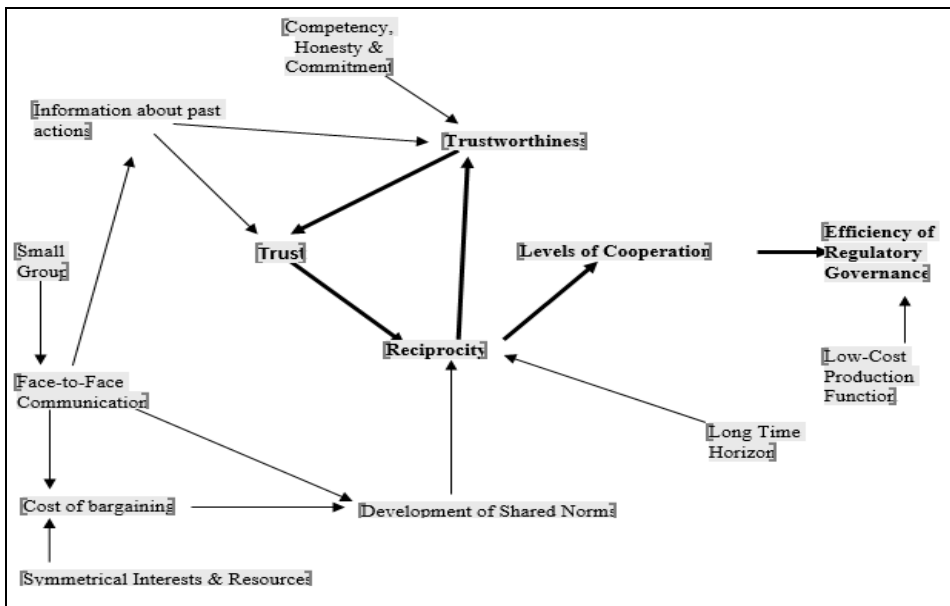 [Competency,
Honesty &
Commitment]
[Information about past
actions]
[Trustworthiness]
[Small
Group]
[Trust]
[Levels of Cooperation]
[Efficiency of
Regulatory
Governance]
[Reciprocity]
[Face-to-Face
Communication]
[Low-Cost
Production
Function]
[Long Time
Horizon]
[Cost of bargaining]
[Development of Shared Norms]
[Symmetrical Interests & Resources]